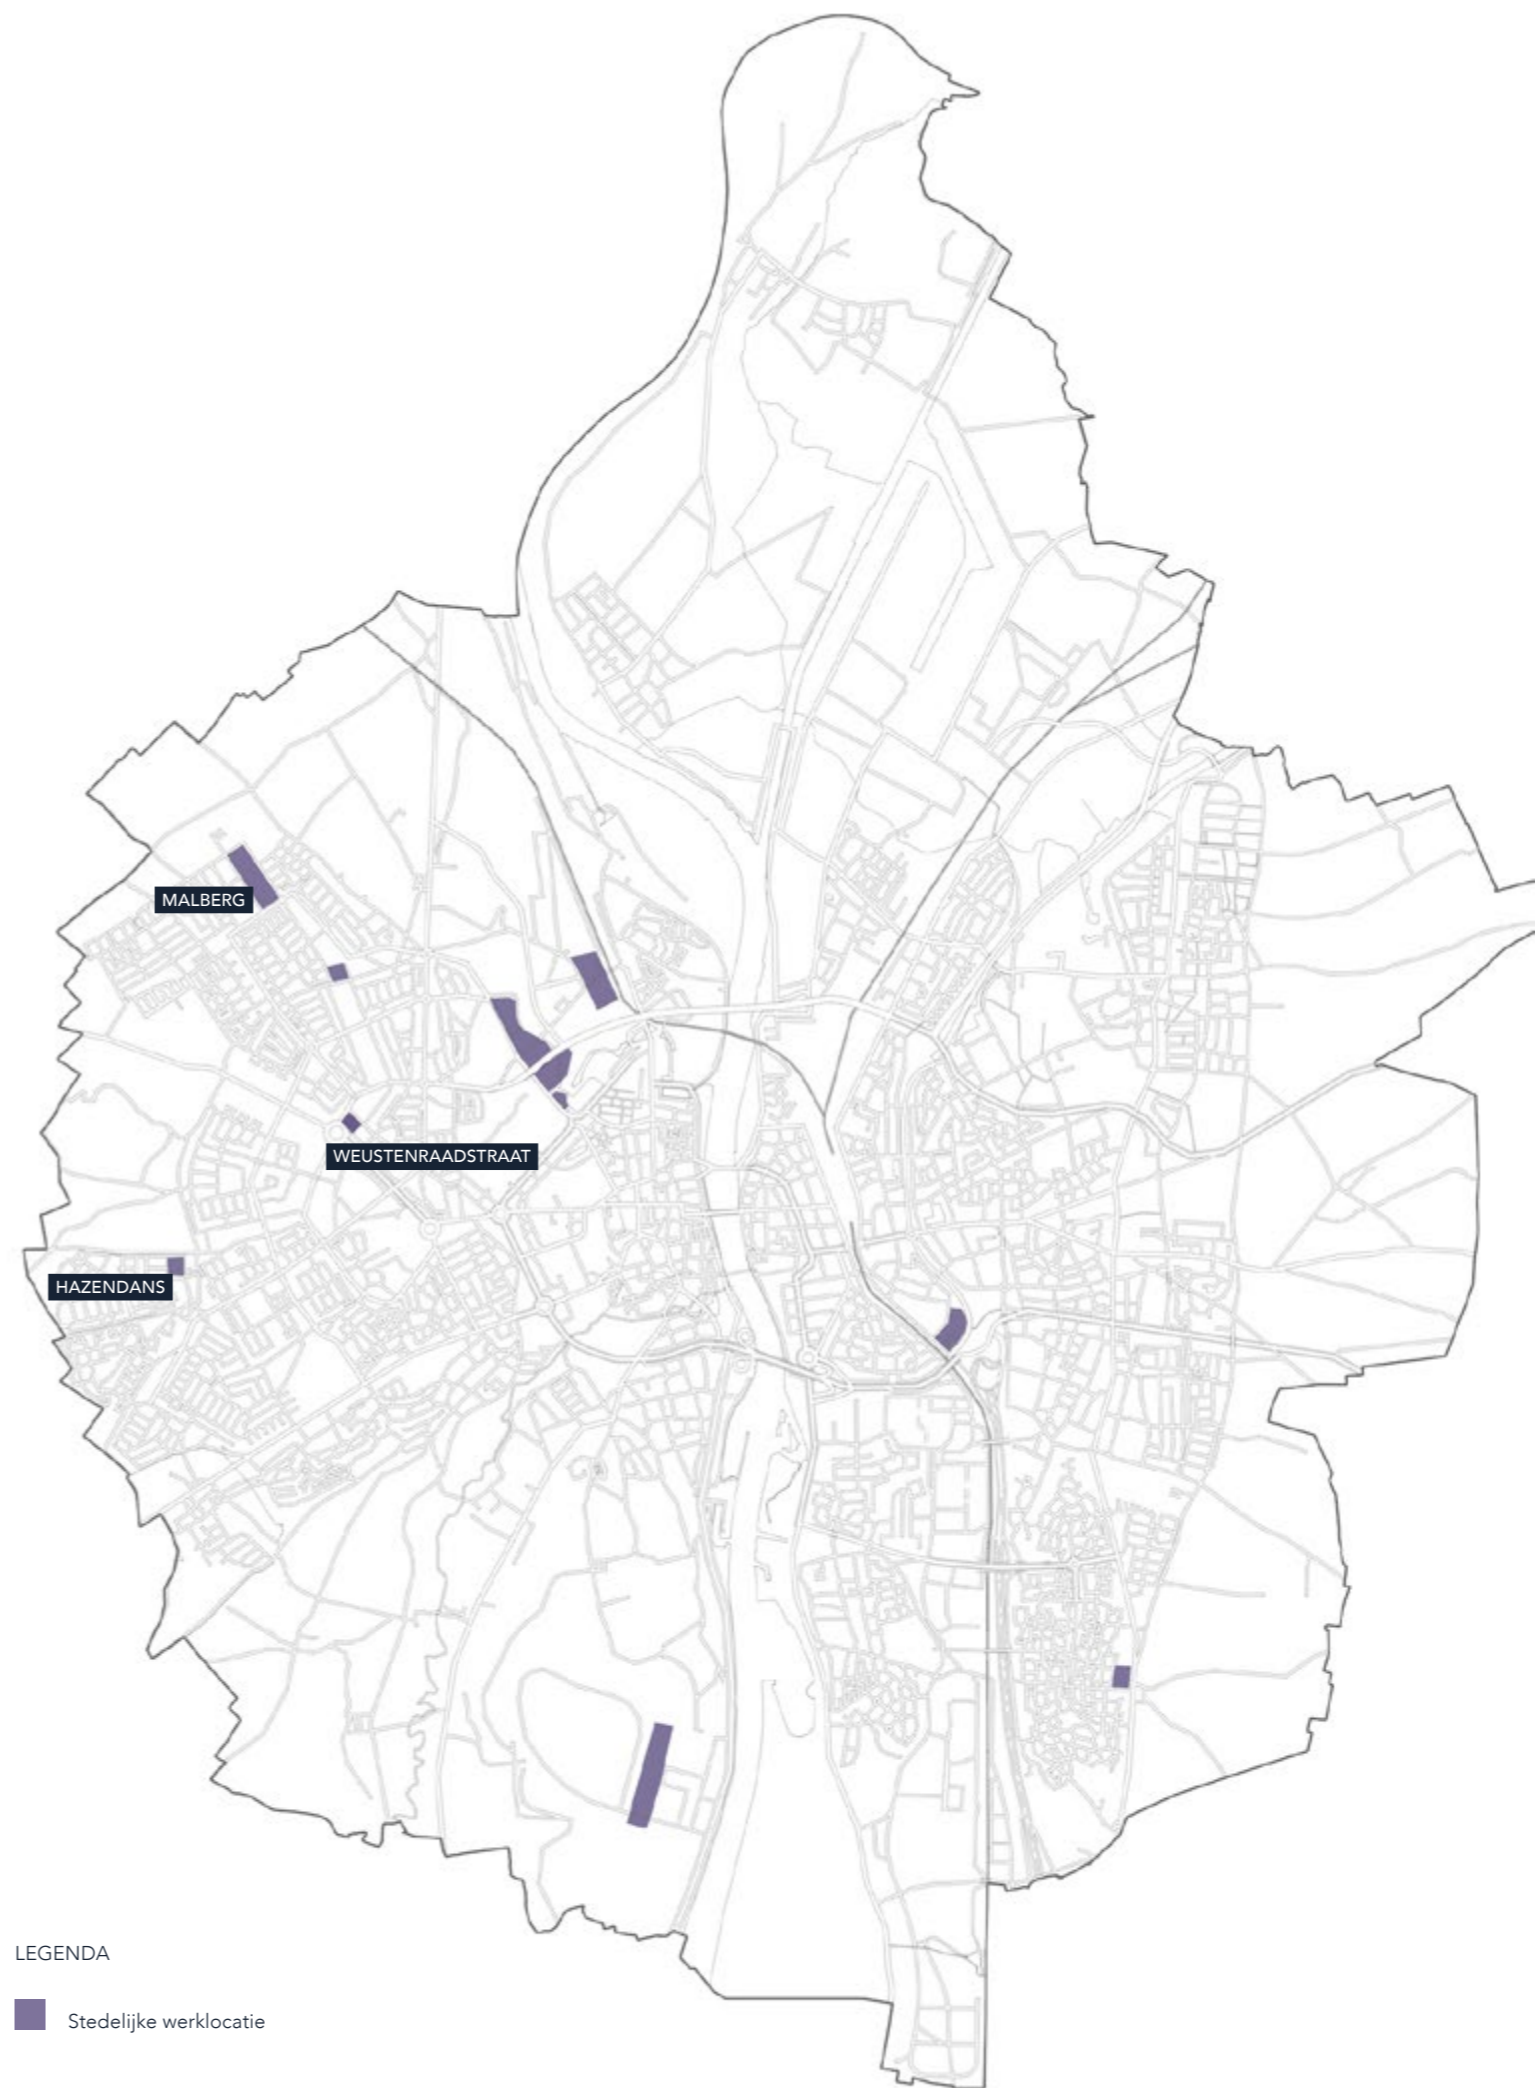 MALBERG
WEUSTENRAADSTRAAT
HAZENDANS
LEGENDA
Stedelijke werklocatie